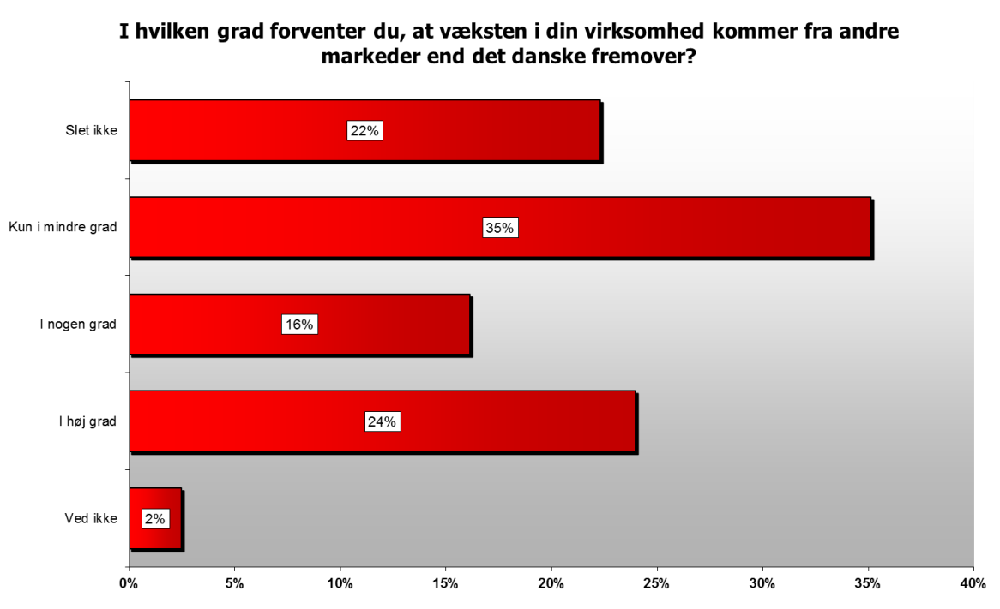 I hvilken grad forventer du, at væksten i din virksomhed kommer fra andre
markeder end det danske fremover?
Slet ikke
22%
Kun i mindre grad
35%
I nogen grad
16%
I høj grad
24%
Ved ikke
2%
0% 5% 10% 15% 20% 25% 30% 35% 40%